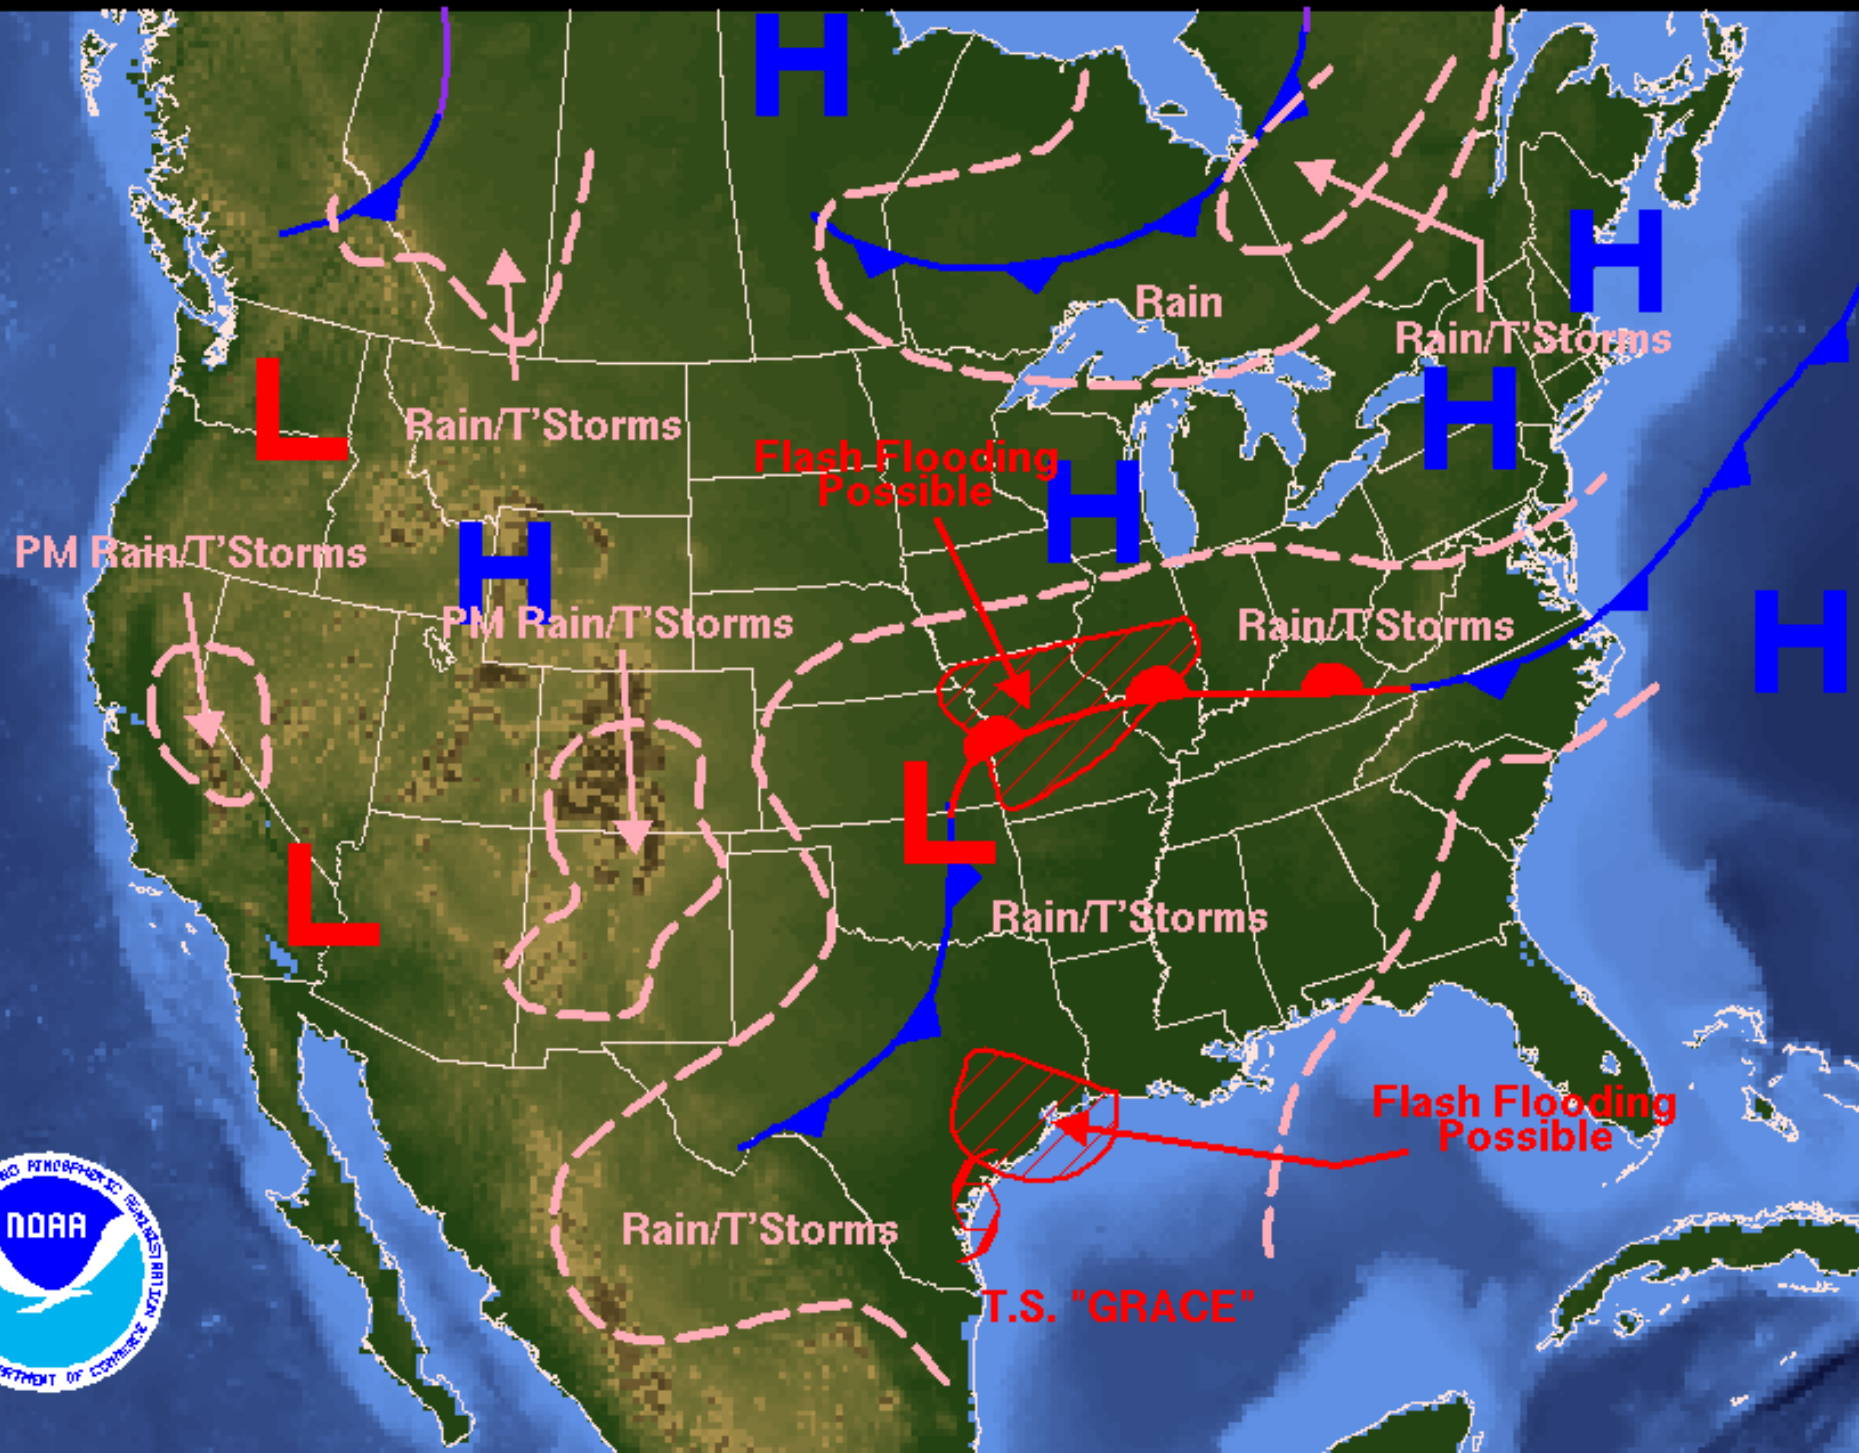 H
Rain
H
Rain/T'Storms
L
H
Rain/T'Storms
Flash Flooding
Possible
H
PM Rain/T'Storms
H
PM Rain/T'Storms
Rain/T'Storms
H
L
L
Rain/T'Storms
Flash Flooding
Possible
NOAA
Rain/T'Storms
T.S. "GRACE"